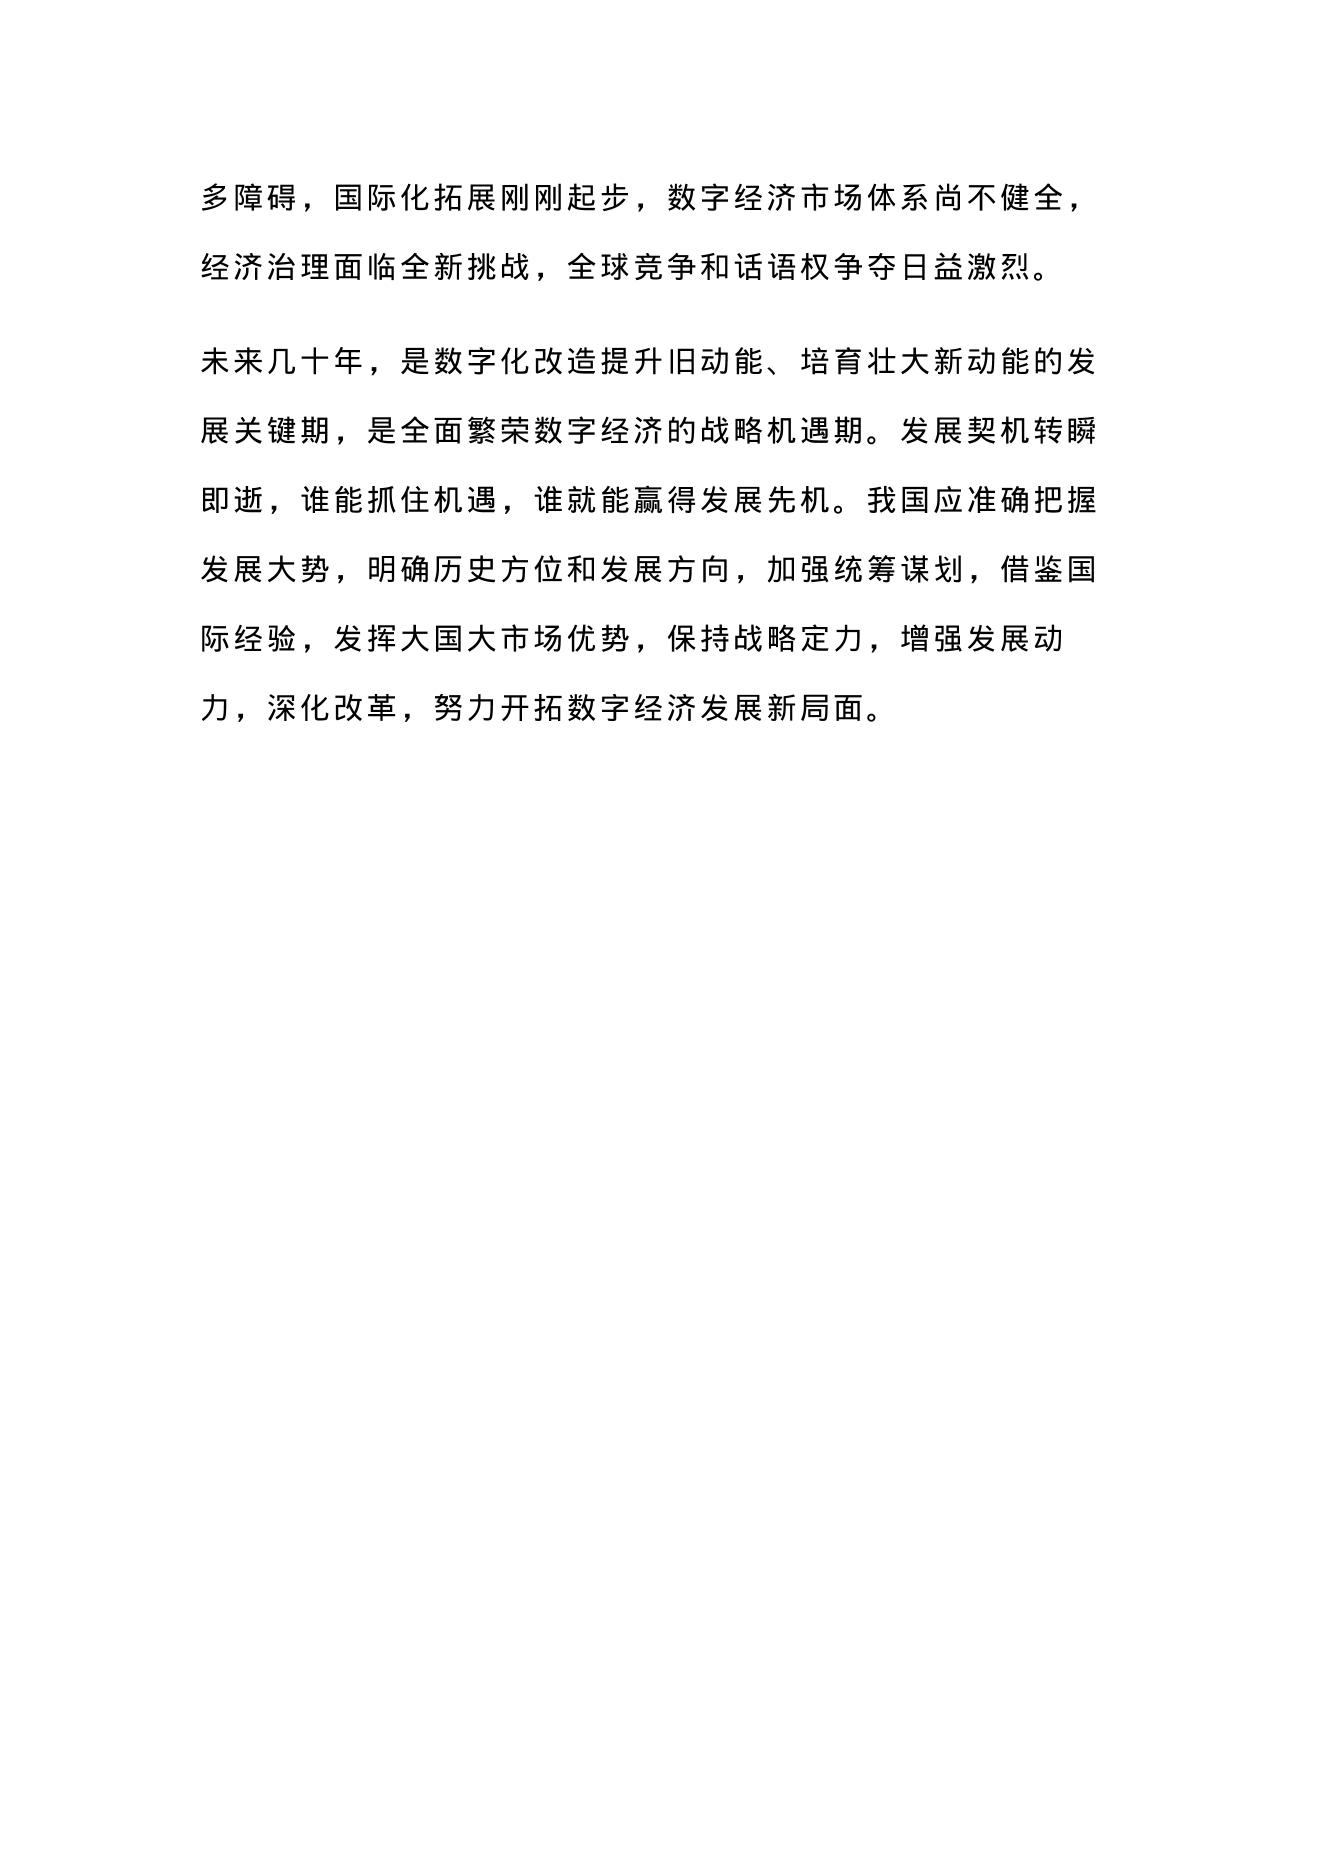 多障碍，国际化拓展刚刚起步，数字经济市场体系尚不健全，
经济治理面临全新挑战，全球竞争和话语权争夺日益激烈。
未来几十年，是数字化改造提升旧动能、培育壮大新动能的发
展关键期，是全面繁荣数字经济的战略机遇期。发展契机转瞬
即逝，谁能抓住机遇，谁就能赢得发展先机。我国应准确把握
发展大势，明确历史方位和发展方向，加强统筹谋划，借鉴国
际经验，发挥大国大市场优势，保持战略定力，增强发展动
力，深化改革，努力开拓数字经济发展新局面。